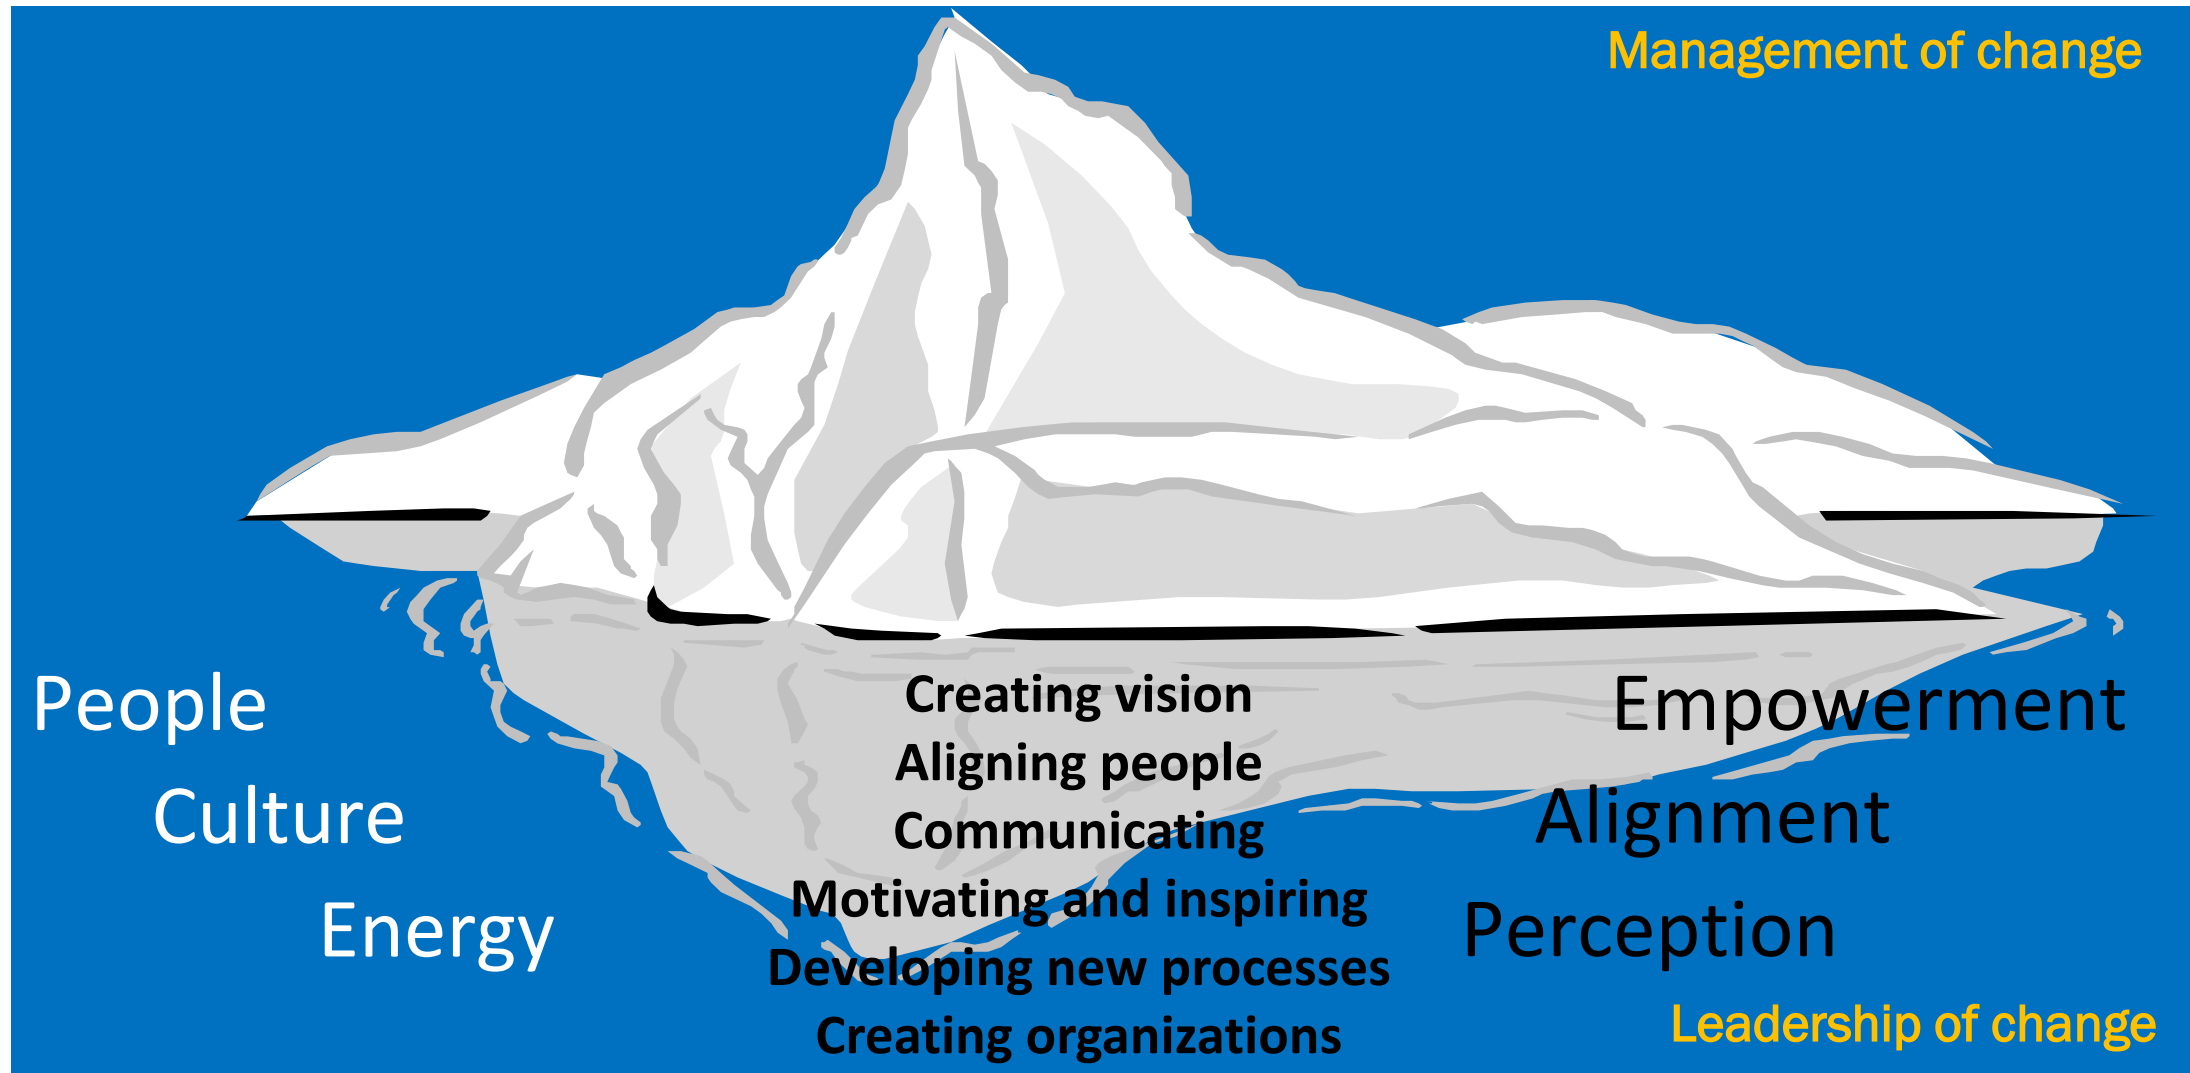 Management of change
People
Culture
Energy
Creating vision
Aligning people
Communicating
Motivating and inspiring
Developing new processes
Creating organizations
Empowerment
Alignment
Perception
Leadership of change